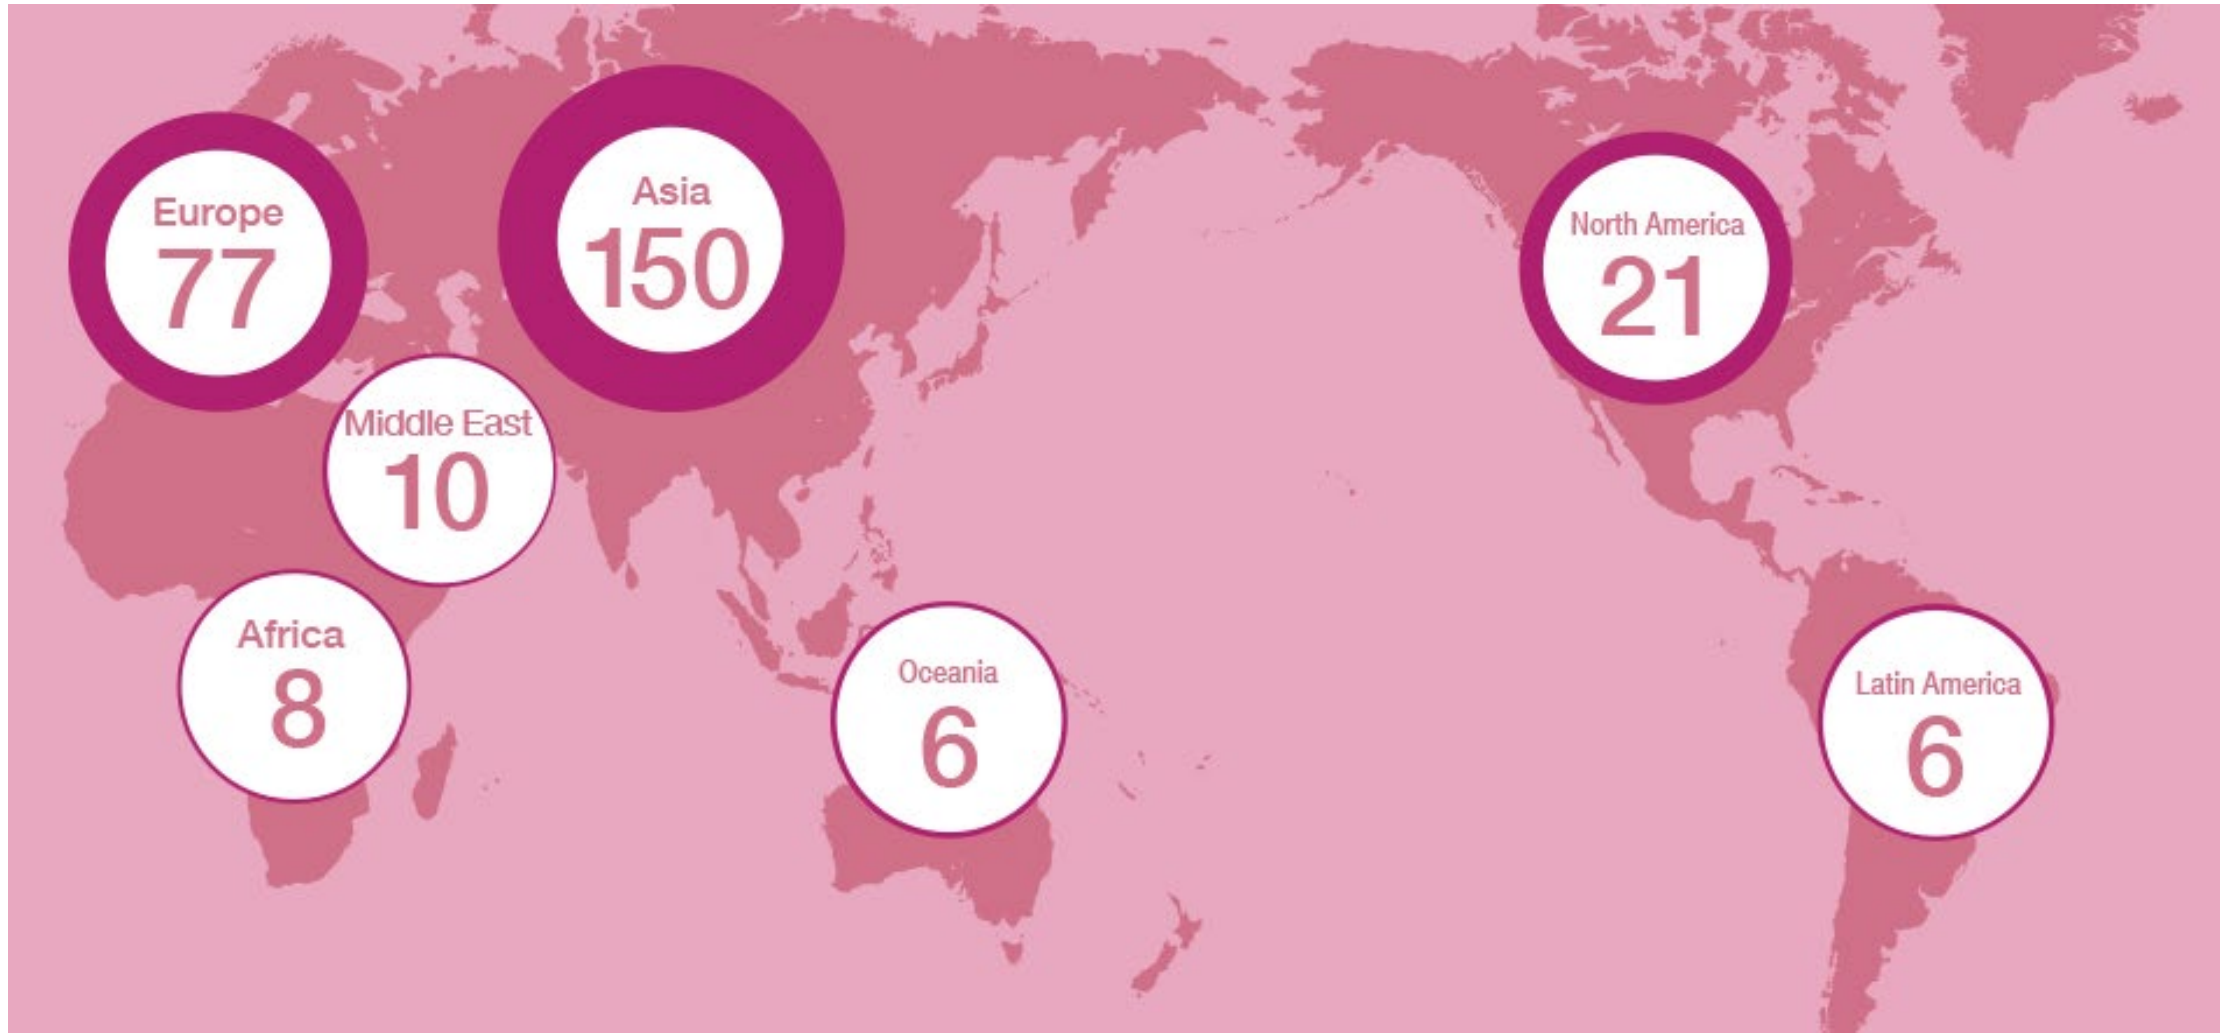 Europe
77
Asia
150
North America
21
Middle East
10
Africa
8
Oceania
6
Latin America
6